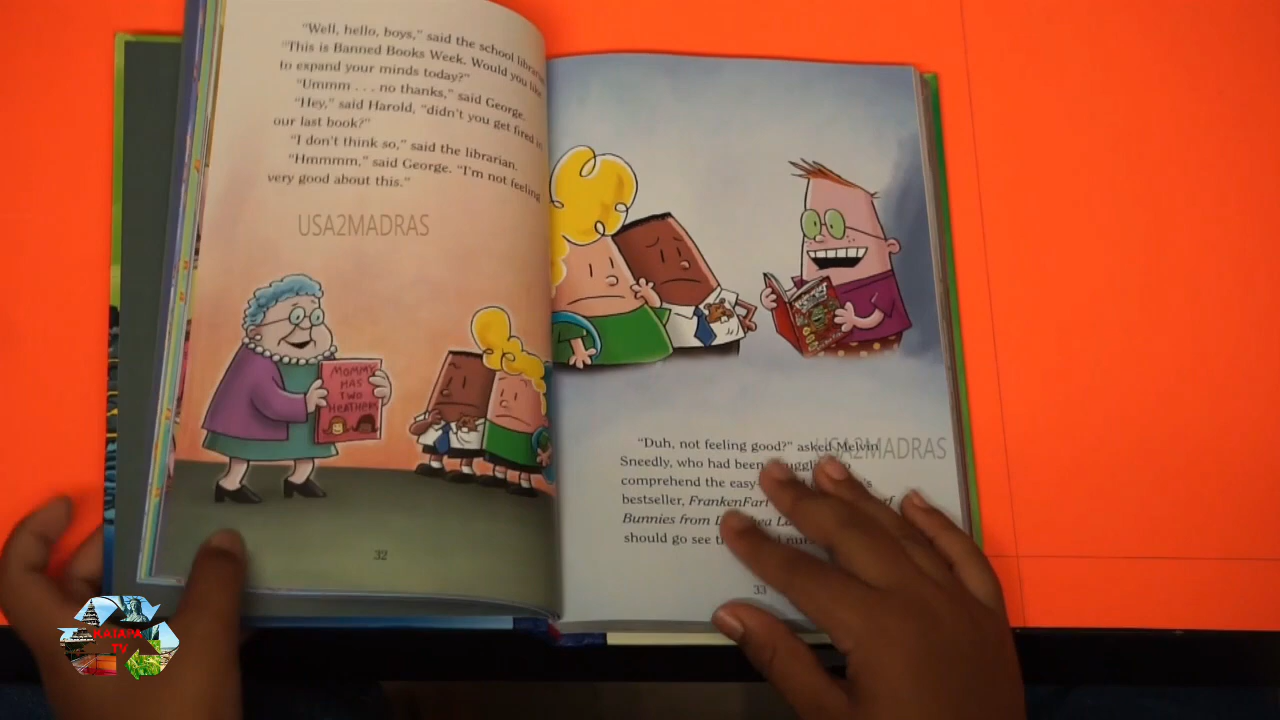 "Well, hello, boys," said the school
"This is Banned Books Week. Would you like
to expand your minds today?"
"Ummm . . . no thanks," said George.
"Hey," said Harold, "didn't you get fired in
our last book?"
"I don't think so," said the librarian.
"Hmmmm," said George. "I'm not feeling
very good about this."
USA2MADRAS
MOMMY
HAS
TWO
HEATHERS
32
"Duh, not feeling good?" asked Melvin
USA2MADRAS
Sneedly, who had been
comprehend the
bestseller, FrankenFart
Bunnies from
should go see
33
KATAPA
TV